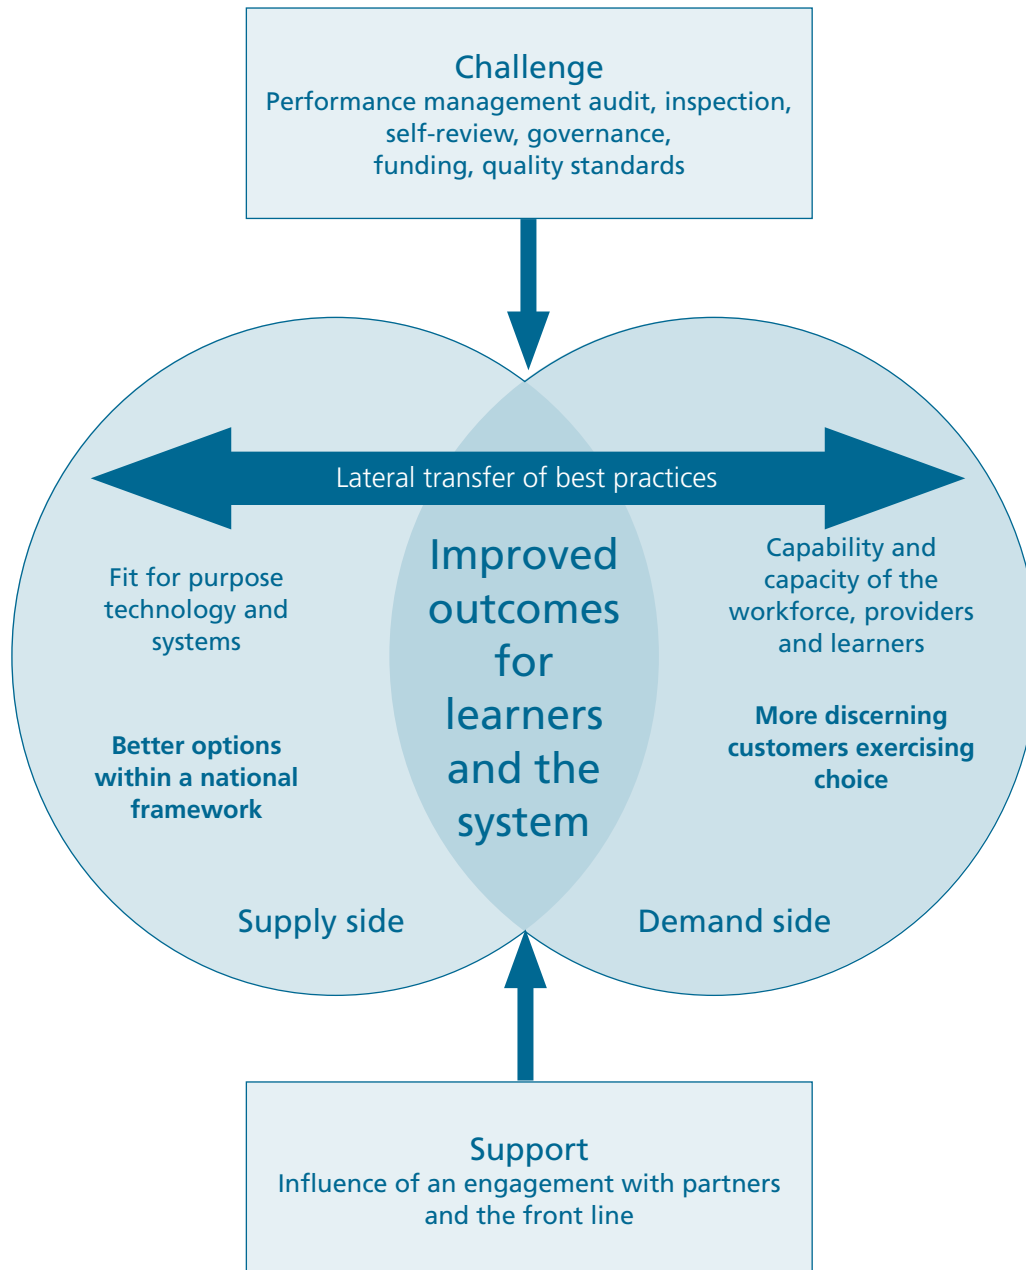 Challenge
Performance management audit, inspection,
self-review, governance,
funding, quality standards
Lateral transfer of best practices
Fit for purpose
technology and
systems
Better options
within a national
framework
Improved
outcomes
for
learners
and the
system
Capability and
capacity of the
workforce, providers
and learners
More discerning
customers exercising
choice
Supply side
Demand side
Support
Influence of an engagement with partners
and the front line